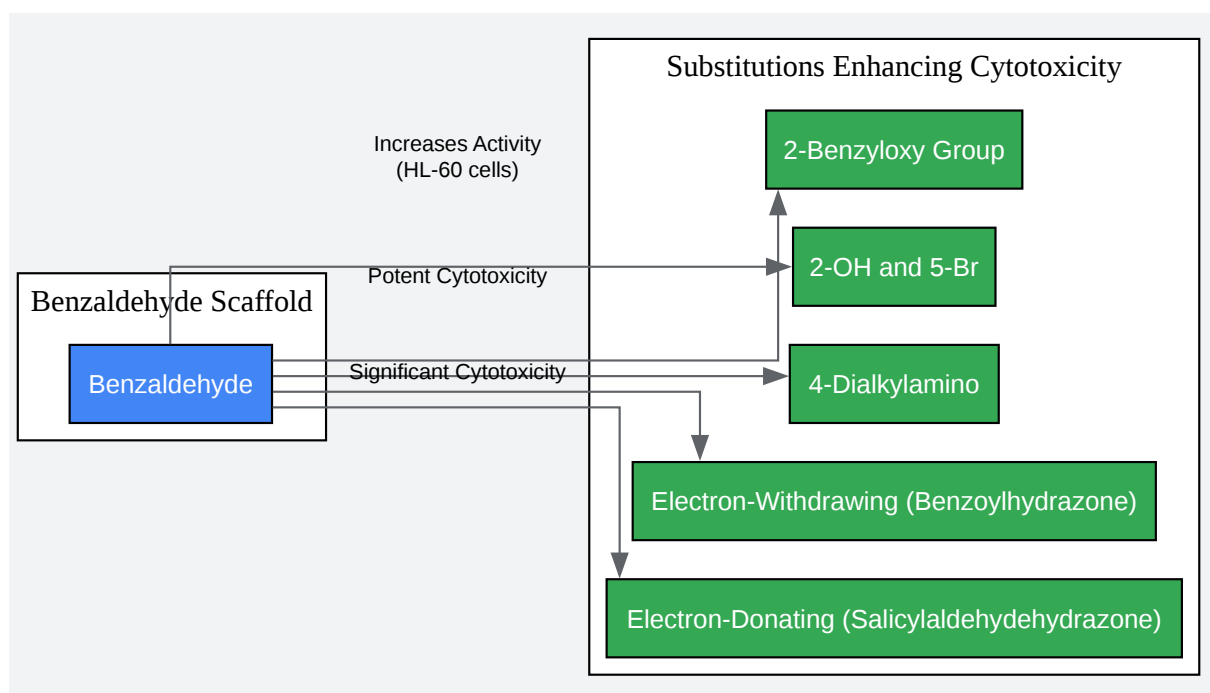 Substitutions Enhancing Cytotoxicity
2-Benzyloxy Group
Increases Activity
(HL-60 cells)
2-OH and 5-Br
Potent Cytotoxicity
Benzaldehyde Scaffold
Benzaldehyde
Significant Cytotoxicity
4-Dialkylamino
Electron-Withdrawing (Benzoylhydrazone)
Electron-Donating (Salicylaldehydehydrazone)